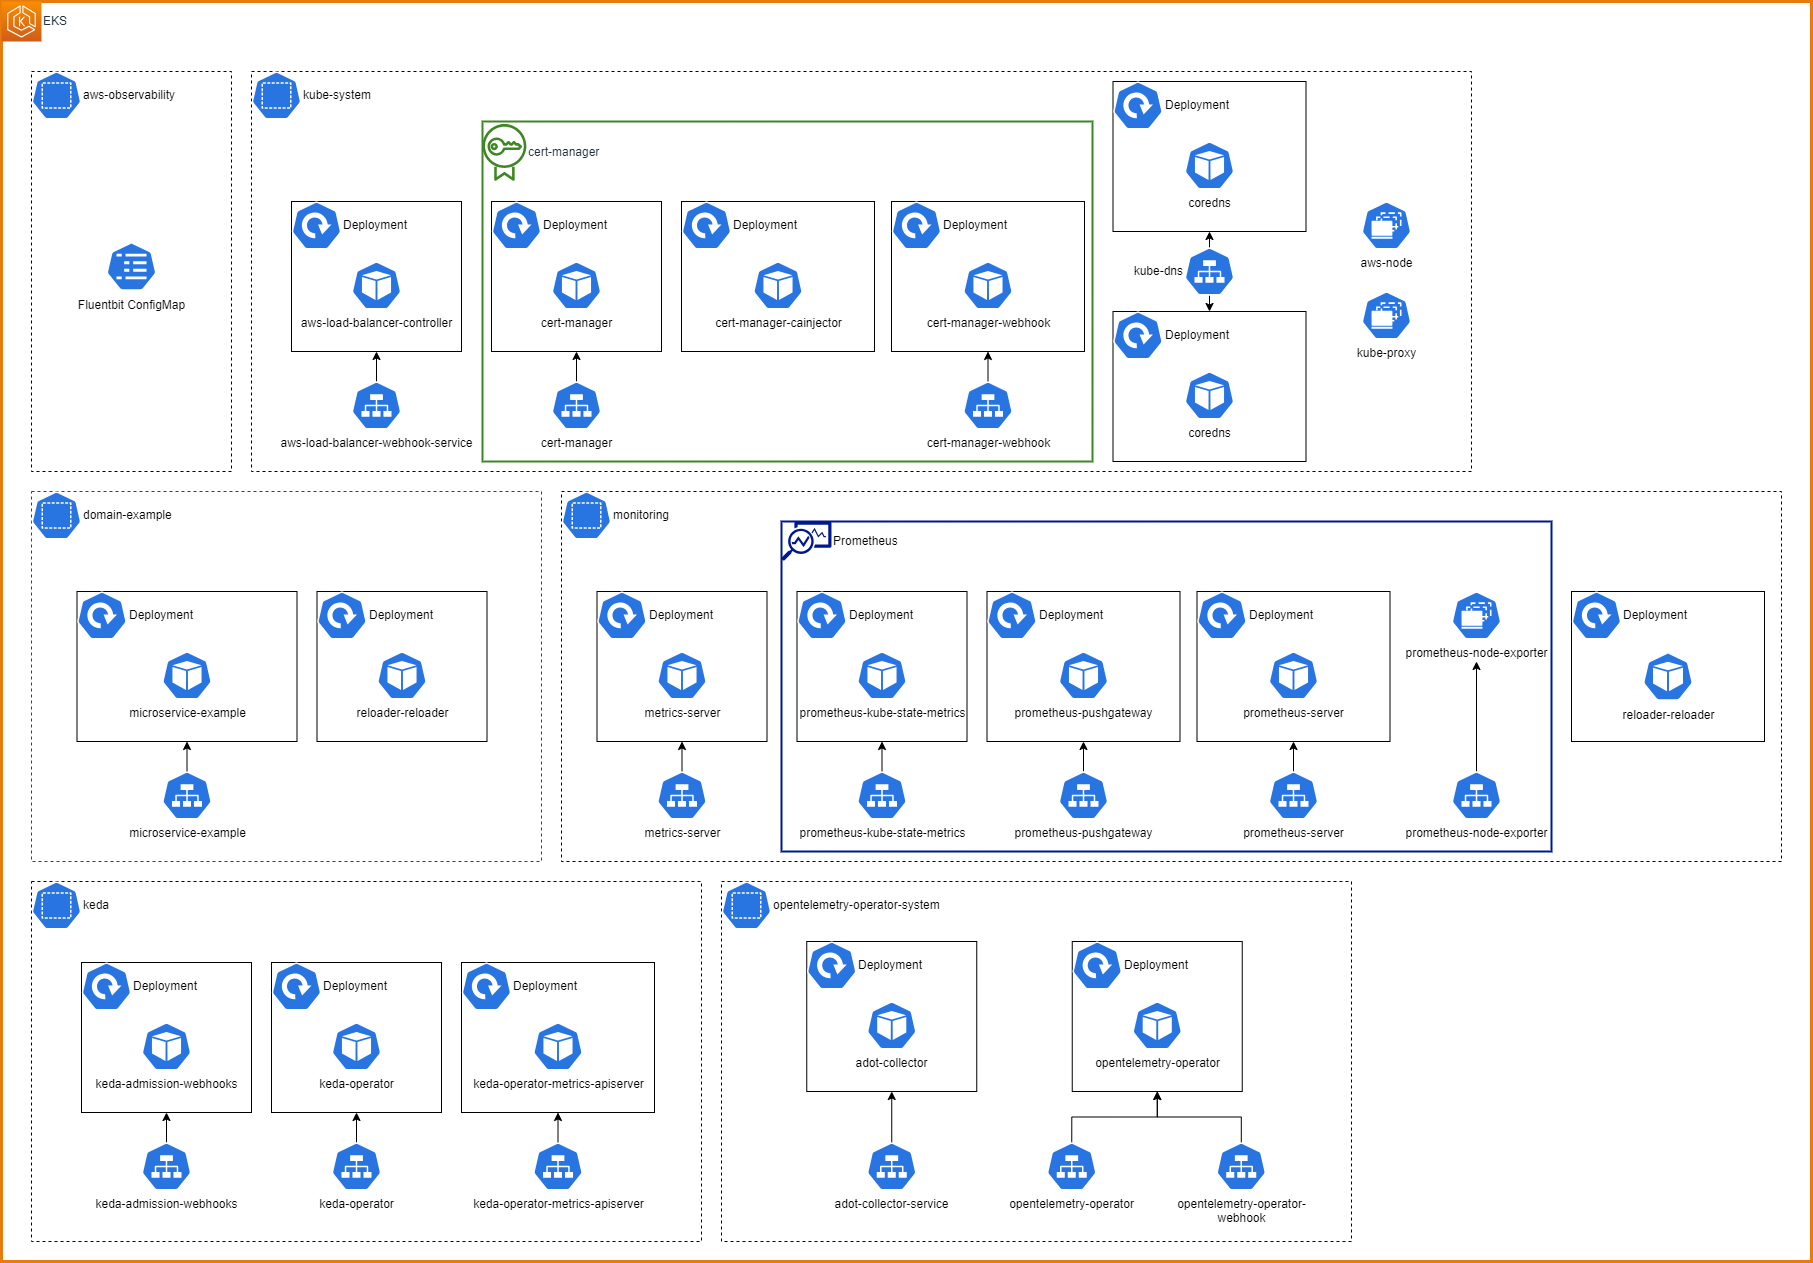 EKS
aws-observability
Fluentbit ConfigMap
kube-system
Deployment
aws-load-balancer-controller
aws-load-balancer-webhook-service
cert-manager
Deployment
cert-manager
cert-manager
Deployment
cert-manager-cainjector
Deployment
cert-manager-webhook
cert-manager-webhook
Deployment
coredns
kube-dns
Deployment
coredns
aws-node
kube-proxy
domain-example
Deployment
microservice-example
microservice-example
Deployment
reloader-reloader
monitoring
Deployment
metrics-server
metrics-server
Prometheus
Deployment
prometheus-kube-state-metrics
prometheus-kube-state-metrics
Deployment
prometheus-pushgateway
prometheus-pushgateway
Deployment
prometheus-server
prometheus-server
prometheus-node-exporter
prometheus-node-exporter
Deployment
reloader-reloader
keda
Deployment
keda-admission-webhooks
keda-admission-webhooks
Deployment
keda-operator
keda-operator
Deployment
keda-operator-metrics-apiserver
keda-operator-metrics-apiserver
opentelemetry-operator-system
Deployment
adot-collector
adot-collector-service
Deployment
opentelemetry-operator
opentelemetry-operator
opentelemetry-operator-
webhook